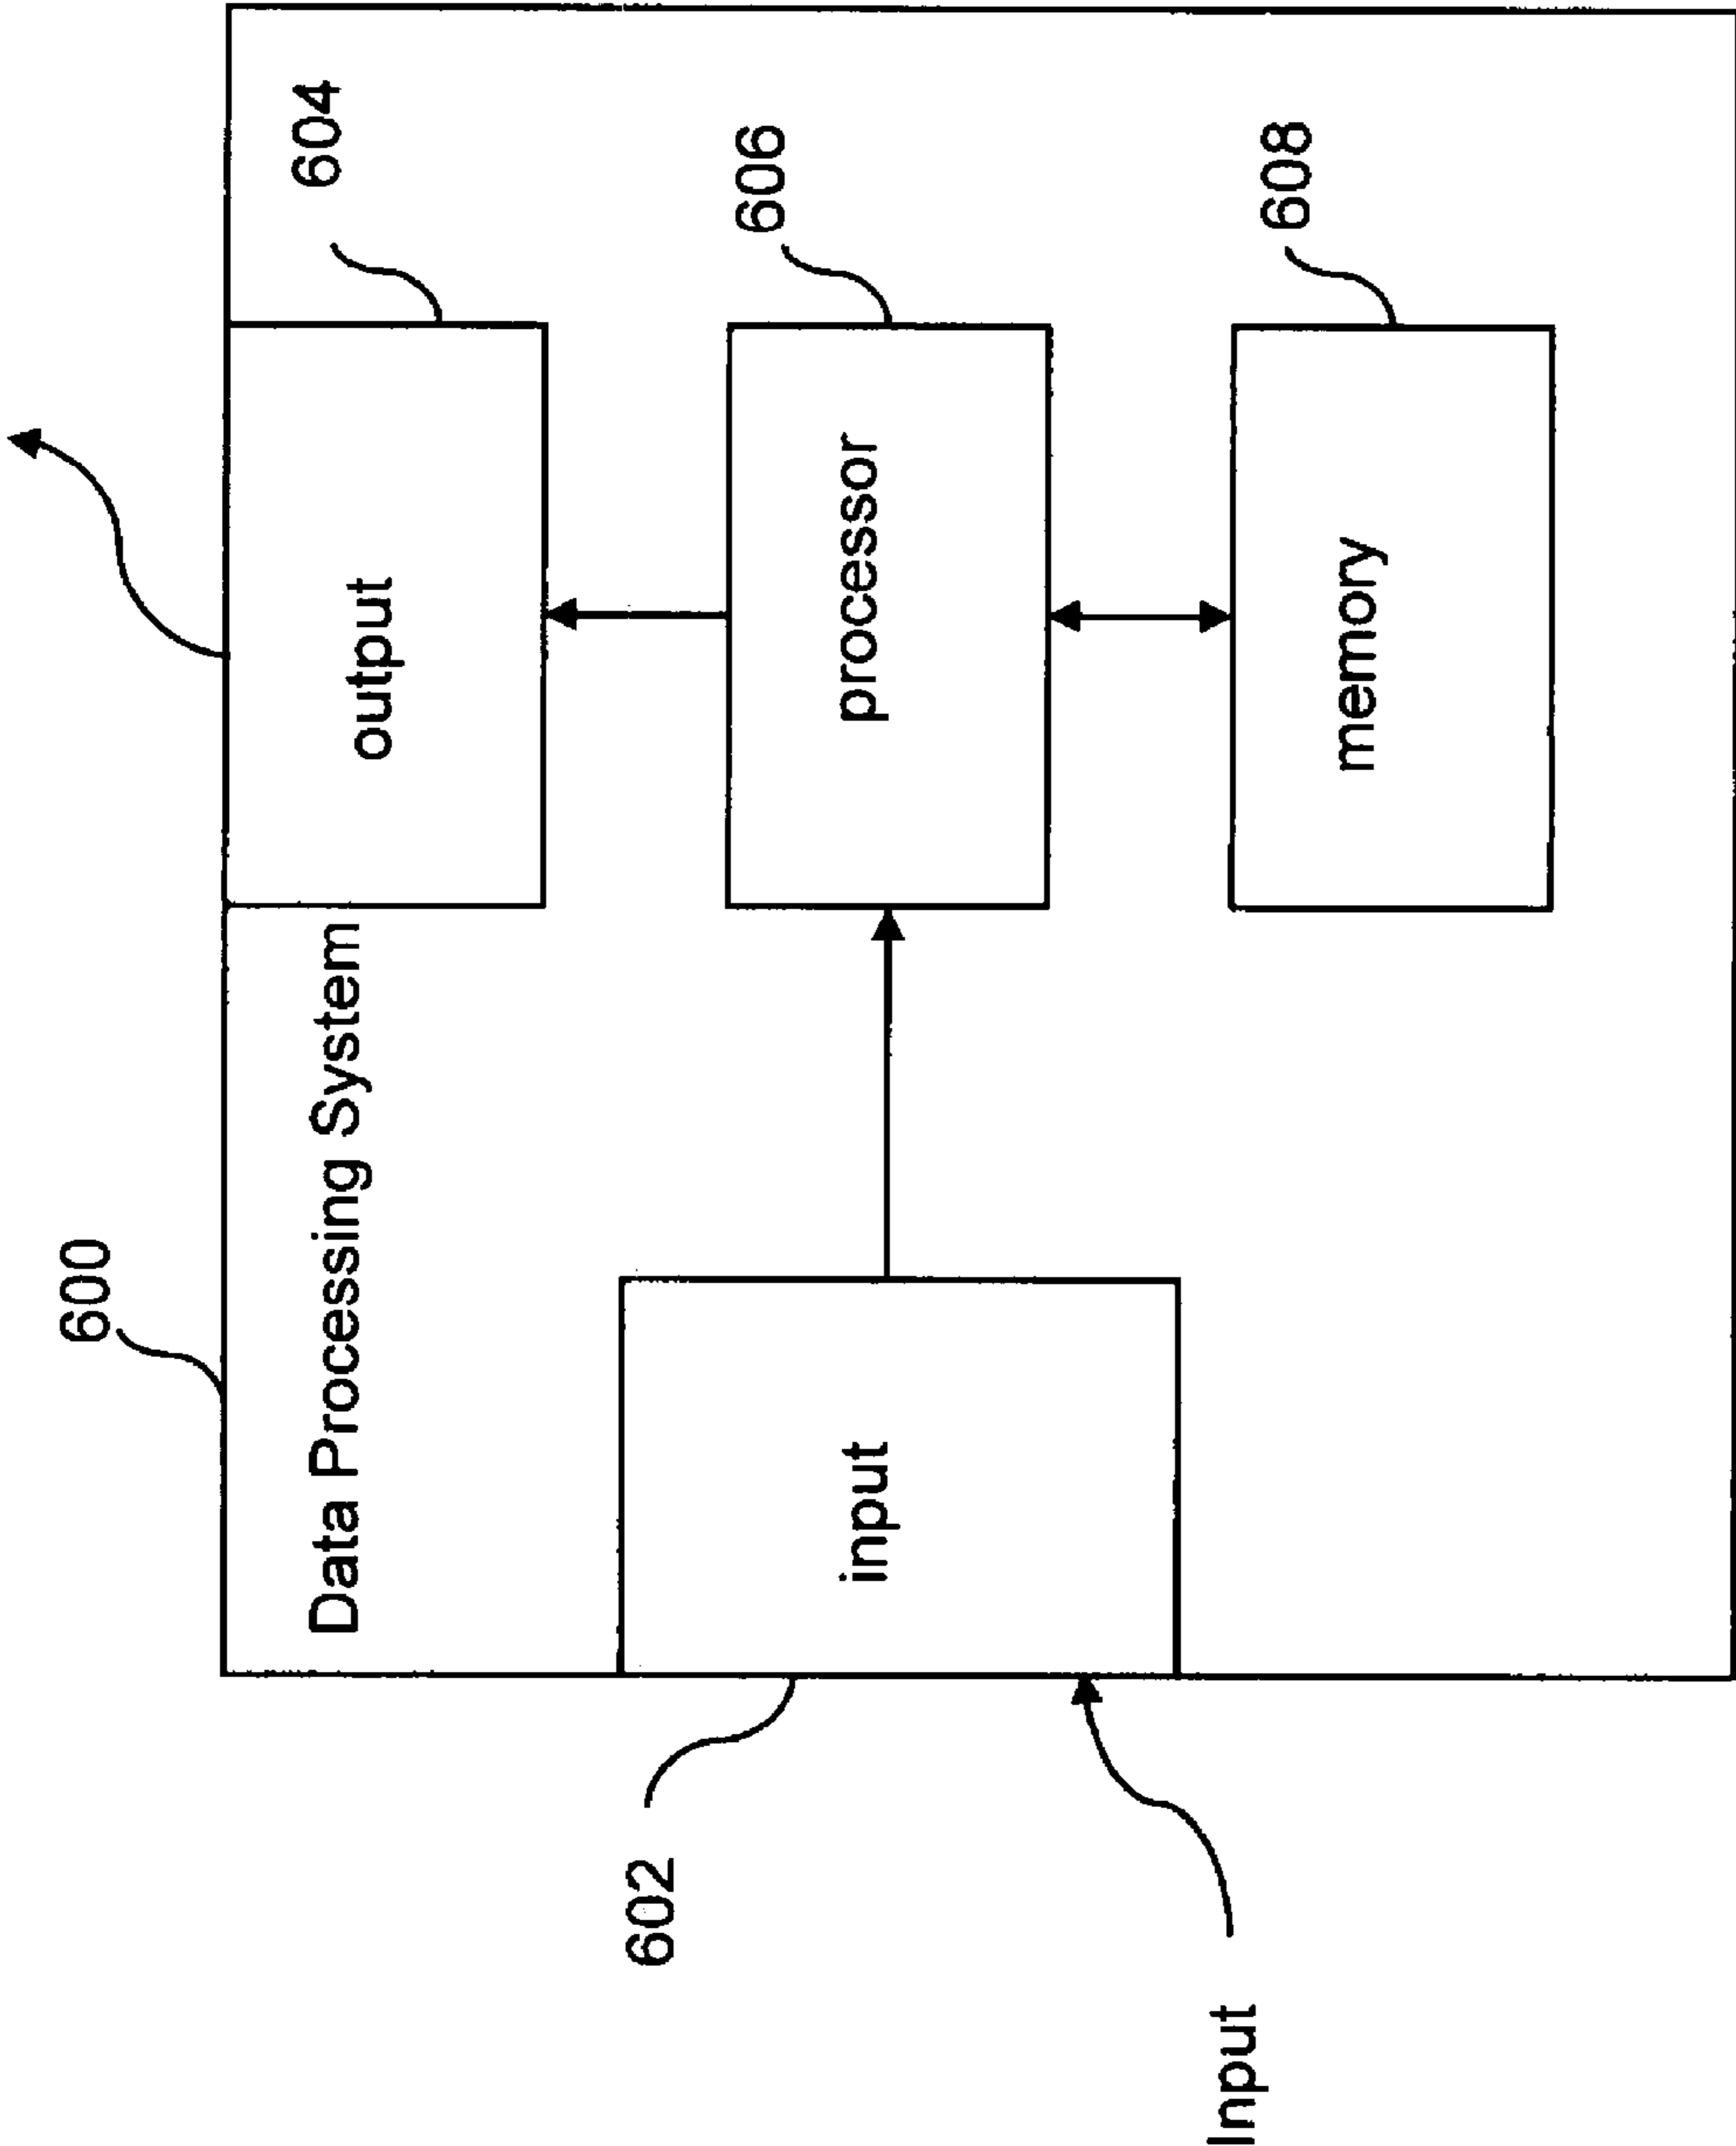 600
Data Processing System
output
604
input
processor
606
602
memory
608
Input